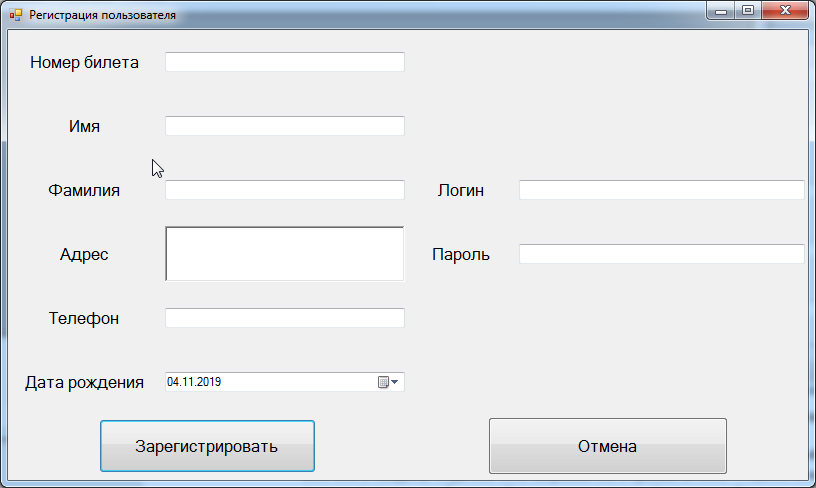 Регистрация пользователя
Номер билета
Имя
Фамилия
Логин
Адрес
Пароль
Телефон
Дата рождения
04.11.2019
Зарегистрировать
Отмена